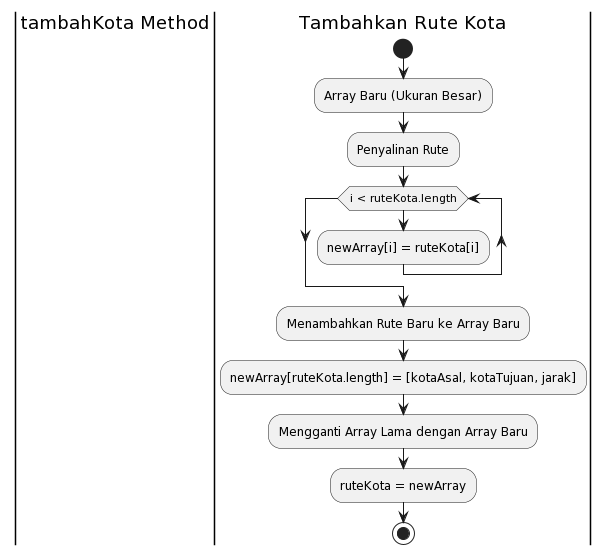 tambahKota Method
Tambahkan Rute Kota
Array Baru (Ukuran Besar)
Penyalinan Rute
i < ruteKota.length
newArray[i] = ruteKota[i]
Menambahkan Rute Baru ke Array Baru
newArray[ruteKota.length] = [kotaAsal, kotaTujuan, jarak]
Mengganti Array Lama dengan Array Baru
ruteKota = newArray